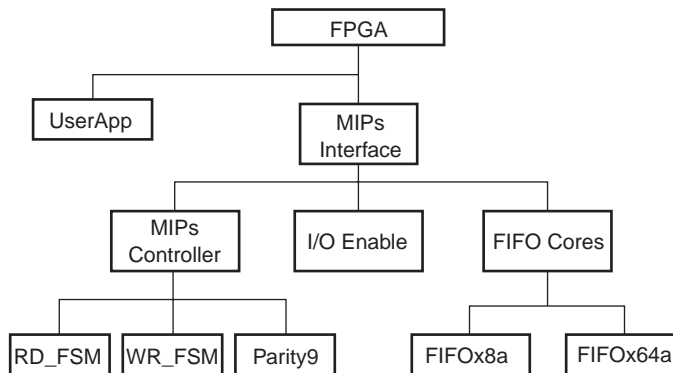 FPGA
UserApp
MIPs
Interface
MIPs
Controller
I/O Enable
FIFO Cores
RD_FSM
WR_FSM
Parity9
FIFOx8a
FIFOx64a